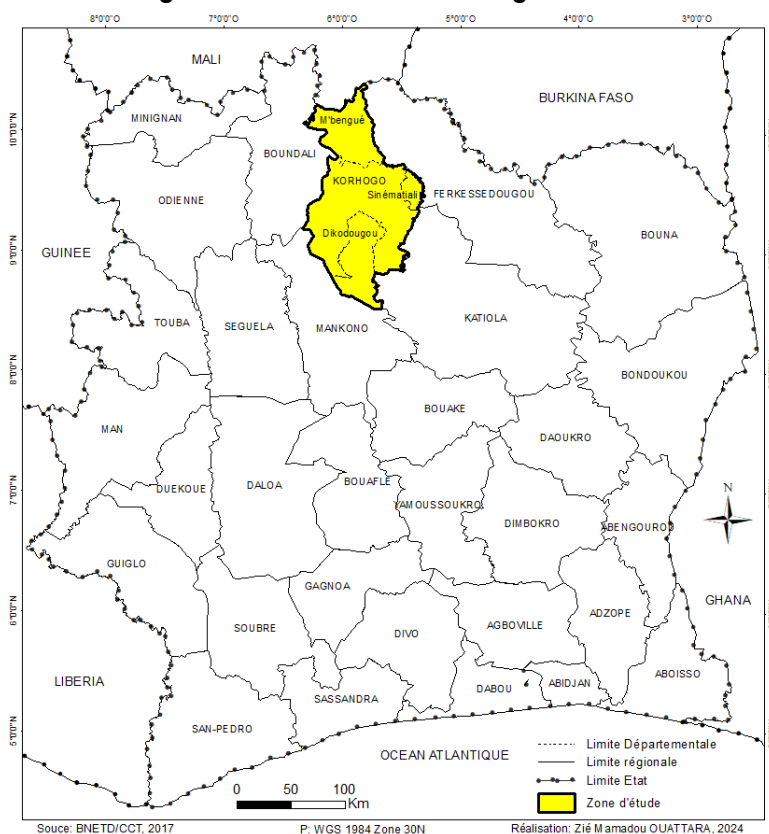 8°0'0"O 7°0'0"O 6°0'0"O 5°0'0"O 4°0'0"O 3°0'0"O
MALI
BURKINA FASO
M'bengué
MINIGNAN
10°0'0"N
BOUNDALI
KORHOGO
Sinématiali
FERKESSEDOUGOU
ODIENNE
Dikodougou
BOUNA
GUINEE
9°0'0"N
TOUBA
SEGUELA
MANKONO
KATIOLA
8°0'0"N
BONDOUKOU
BOUAKE
MAN
DAOUKRO
DUEKOUE
DALOA
BOUAFLE
7°0'0"N
YAMOUSSOUKRO
DIMBOKRO
ABENGOUROU
N
GUIGLO
GAGNOA
GHANA
6°0'0"N
SOUBRE
DIVO
AGBOVILLE
ADZOPE
LIBERIA
ABOISSO
SASSANDRA
DABOU
ABIDJAN
5°0'0"N
SAN-PEDRO
OCEAN ATLANTIQUE
Limite Départementale
Limite régionale
Limite Etat
Zone d'étude
0 50 100
Km
Souce: BNETD/CCT, 2017
P: WGS 1984 Zone 30N
Réalisation: Zié Mamadou OUATTARA, 2024